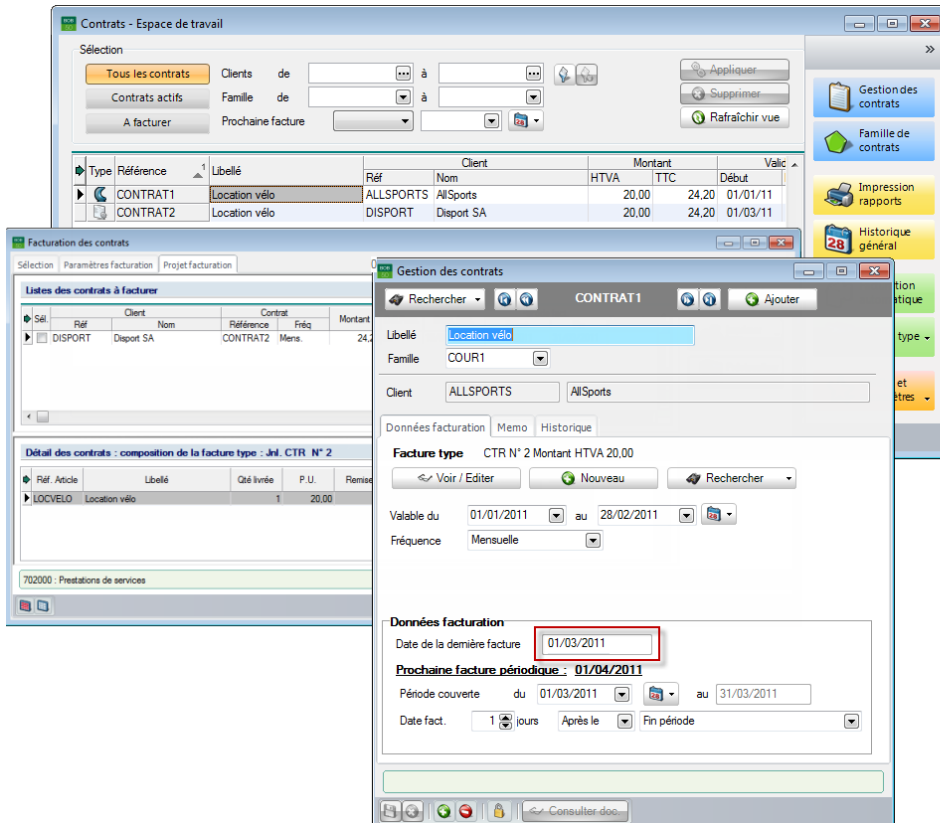 Contrats - Espace de travail
Sélection
»
Tous les contrats Clients de à Appliquer
Contrats actifs Famille de à Supprimer
A facturer Prochaine facture Rafraîchir vue
Gestion des contrats
Famille de contrats
Impression rapports
Historique général
Type Référence 1 Libellé Client Montant Valid
Réf Nom HTVA TTC Début
CONTRAT1 Location vélo ALLSPORTS AllSports 20,00 24,20 01/01/11
CONTRAT2 Location vélo DISPORT Disport SA 20,00 24,20 01/03/11
tion
atique
type
et
ètres
Facturation des contrats
Sélection Paramètres facturation Projet facturation
Listes des contrats à facturer
Sél. Client Contrat Montant
Réf Nom Référence Fréq
DISPORT Disport SA CONTRAT2 Mens. 24,2
Détail des contrats : composition de la facture type : Jnl. CTR N° 2
Réf. Article Libellé Qté livrée P.U. Remise
LOCVELO Location vélo 1 20,00
702000 : Prestations de services
Gestion des contrats
Rechercher CONTRAT1 Ajouter
Libellé Location vélo
Famille COUR1
Client ALLSPORTS AllSports
Données facturation Memo Historique
Facture type CTR N° 2 Montant HTVA 20,00
Voir / Editer Nouveau Rechercher
Valable du 01/01/2011 au 28/02/2011
Fréquence Mensuelle
Données facturation
Date de la dernière facture 01/03/2011
Prochaine facture périodique : 01/04/2011
Période couverte du 01/03/2011 au 31/03/2011
Date fact. 1 jours Après le Fin période
Consulter doc.